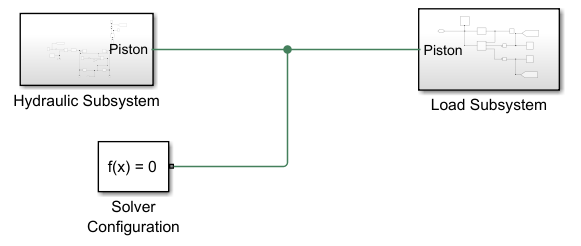 Piston
Hydraulic Subsystem
Piston
Load Subsystem
f(x) = 0
Solver
Configuration